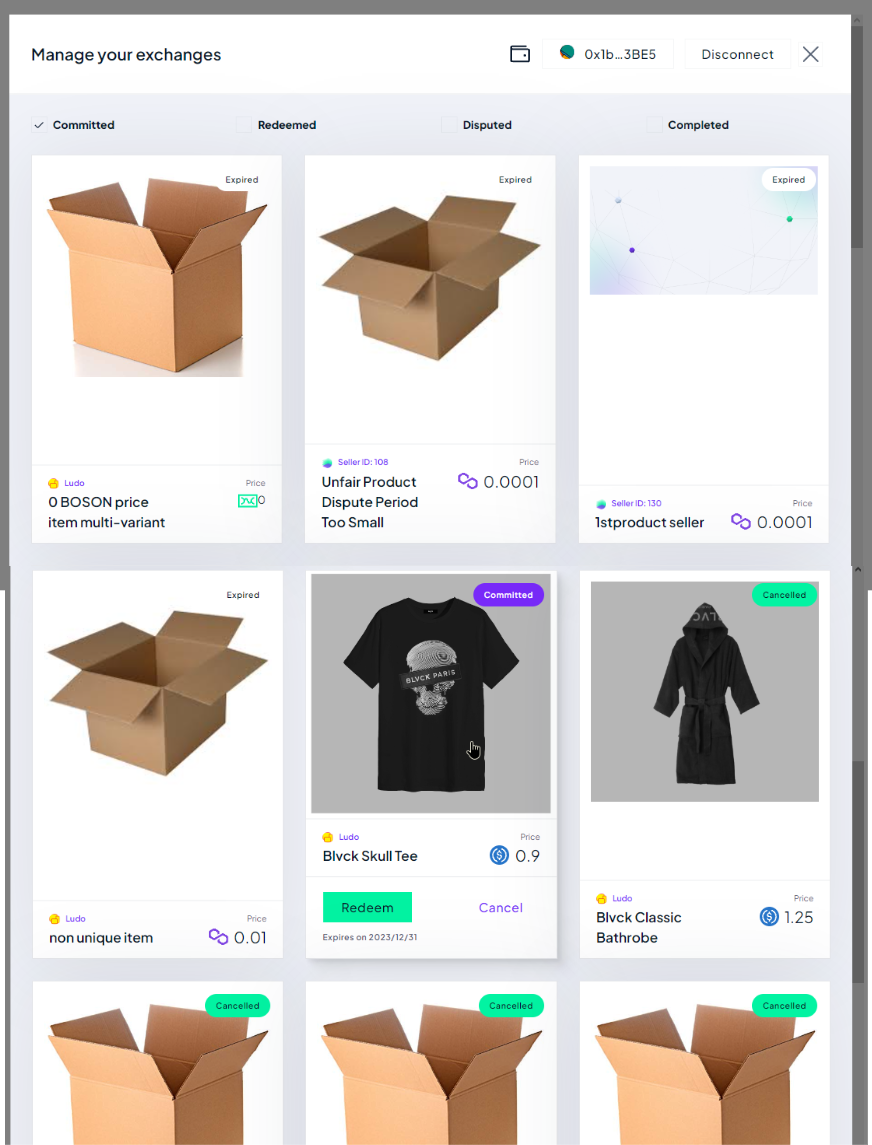 Manage your exchanges
0x1b...3BE5
Disconnect
Committed
Redeemed
Disputed
Completed
Expired
Expired
Expired
Ludo
Price
0 BOSON price
item multi-variant
0
Seller ID: 108
Price
Unfair Product
Dispute Period
Too Small
0.0001
Seller ID: 130
Price
1stproduct seller
0.0001
Expired
Committed
Cancelled
BLVCK PARIS
Ludo
Price
non unique item
0.01
Ludo
Price
Blvck Skull Tee
0.9
Redeem
Cancel
Expires on 2023/12/31
Ludo
Price
Blvck Classic
Bathrobe
1.25
Cancelled
Cancelled
Cancelled